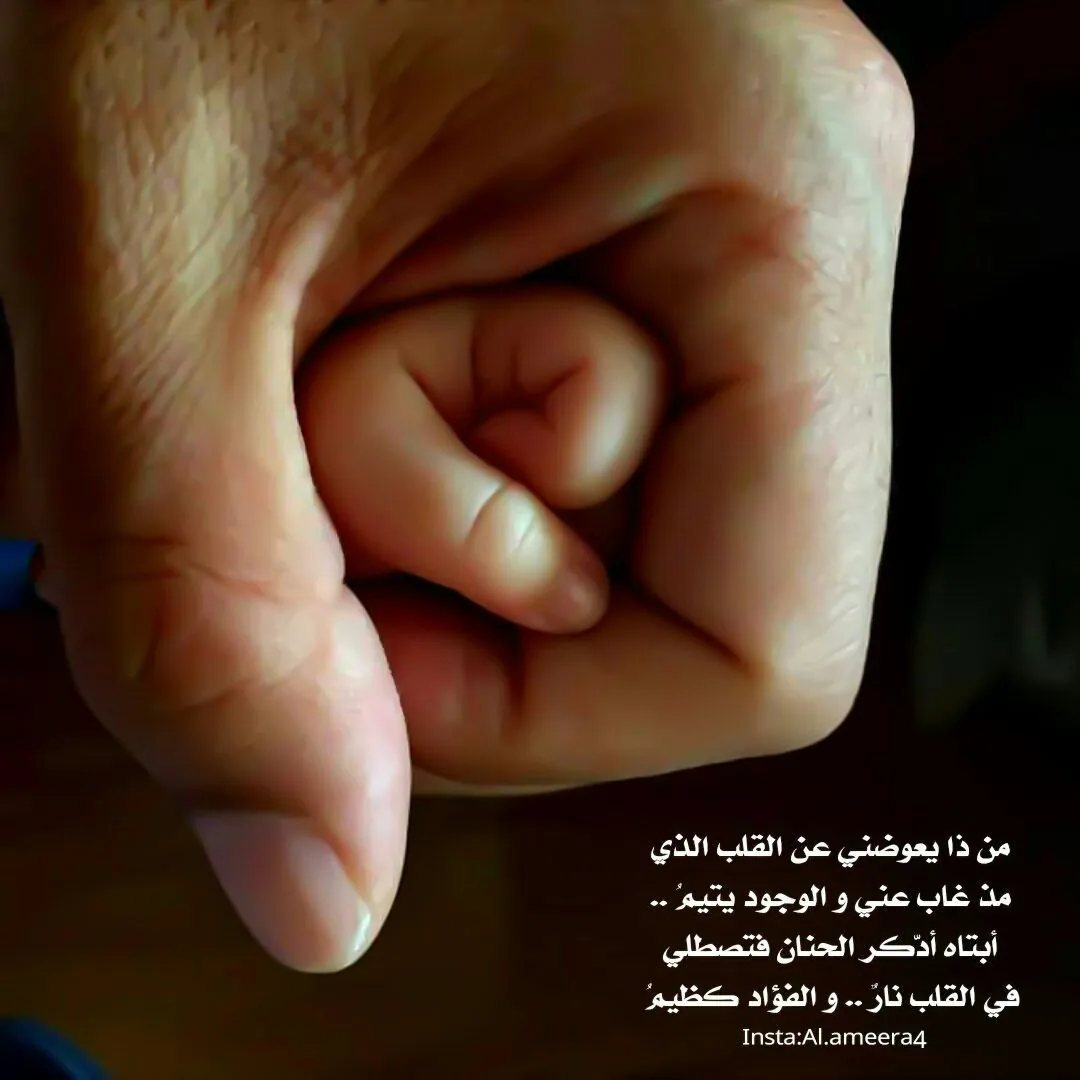 من ذا يعوضني عن القلب الذي
مذ غاب عني و الوجود يتيمُ ..
أبتاه أدّكر الحنان فتصطلي
في القلب نارٌ .. و الفؤاد كظيمُ
Insta:Al.ameera4